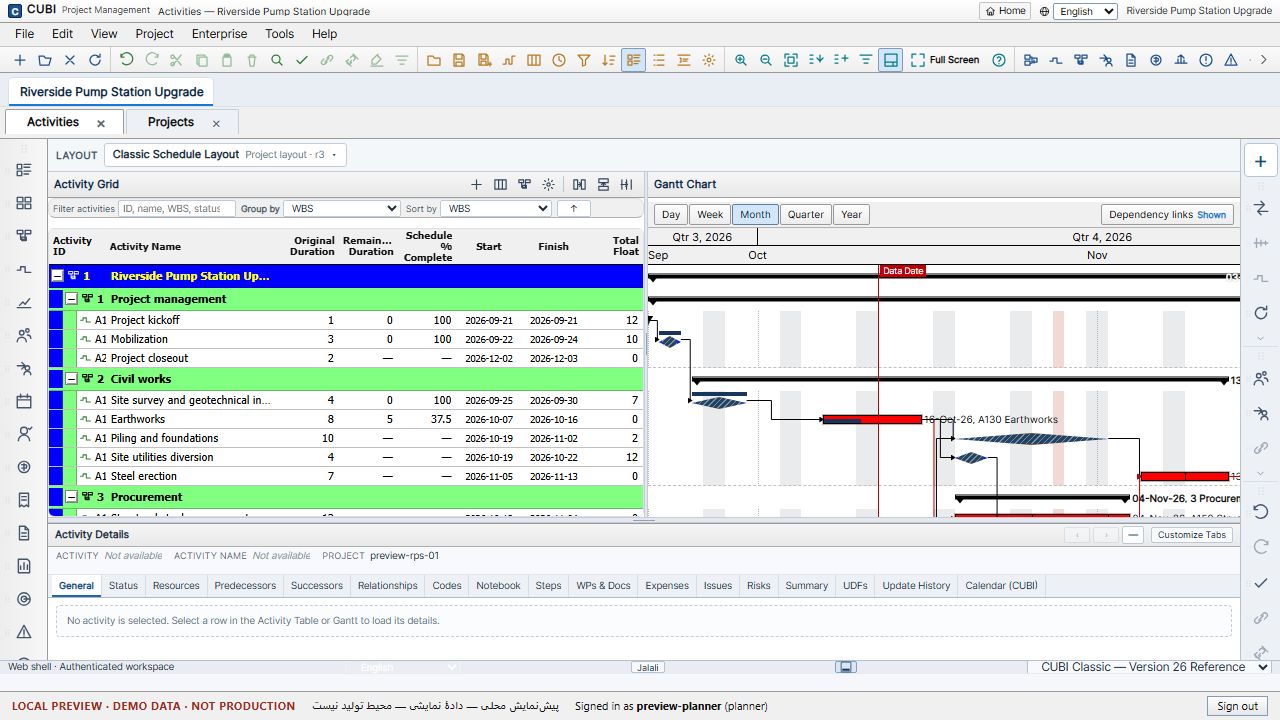 CUBI Project Management Activities — Riverside Pump Station Upgrade Home English Riverside Pump Station Upgrade
File Edit View Project Enterprise Tools Help
Full Screen
Riverside Pump Station Upgrade
Activities × Projects ×
LAYOUT Classic Schedule Layout Project layout · r3
Activity Grid
Filter activities ID, name, WBS, status Group by WBS Sort by WBS ↑
Activity ID Activity Name Original Duration Remain... Duration Schedule % Complete Start Finish Total Float
1 Riverside Pump Station Up...
1 Project management
A1 Project kickoff 1 0 100 2026-09-21 2026-09-21 12
A1 Mobilization 3 0 100 2026-09-22 2026-09-24 10
A2 Project closeout 2 — — 2026-12-02 2026-12-03 0
2 Civil works
A1 Site survey and geotechnical in... 4 0 100 2026-09-25 2026-09-30 7
A1 Earthworks 8 5 37.5 2026-10-07 2026-10-16 0
A1 Piling and foundations 10 — — 2026-10-19 2026-11-02 2
A1 Site utilities diversion 4 — — 2026-10-19 2026-10-22 12
A1 Steel erection 7 — — 2026-11-05 2026-11-13 0
3 Procurement
Gantt Chart
Day Week Month Quarter Year Dependency links Shown
Qtr 3, 2026 Qtr 4, 2026
Sep Oct Nov
Data Date
13
16-Oct-26, A130 Earthworks
13
04-Nov-26, 3 Procurem
Activity Details Customize Tabs
ACTIVITY Not available ACTIVITY NAME Not available PROJECT preview-rps-01
General Status Resources Predecessors Successors Relationships Codes Notebook Steps WPs & Docs Expenses Issues Risks Summary UDFs Update History Calendar (CUBI)
No activity is selected. Select a row in the Activity Table or Gantt to load its details.
Web shell · Authenticated workspace English Jalali CUBI Classic — Version 26 Reference
LOCAL PREVIEW · DEMO DATA · NOT PRODUCTION پیش‌نمایش محلی — دادهٔ نمایشی — محیط تولید نیست Signed in as preview-planner (planner) Sign out